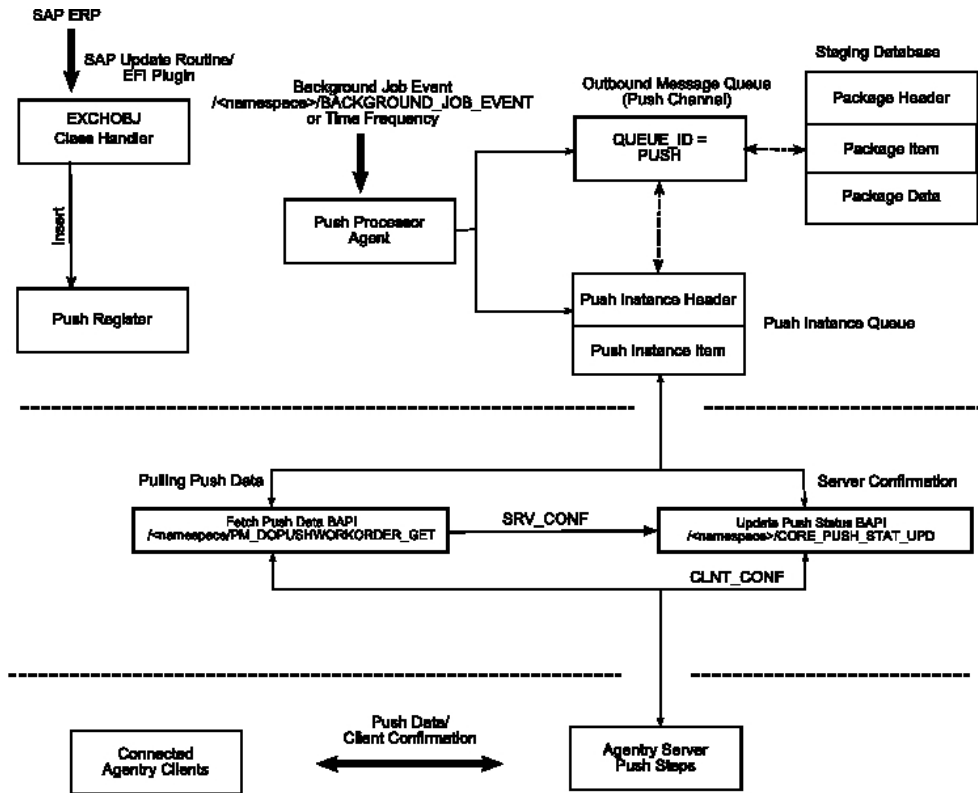 SAP ERP
SAP Update Routine/
EFI Plugin
EXCHOBJ
Class Handler
Insert
Push Register
Background Job Event
/<namespace>/BACKGROUND_JOB_EVENT
or Time Frequency
Push Processor
Agent
Outbound Message Queue
(Push Channel)
QUEUE_ID =
PUSH
Staging Database
Package Header
Package Item
Package Data
Push Instance Header
Push Instance Item
Push Instance Queue
Pulling Push Data
Server Confirmation
Fetch Push Data BAPI
/<namespace/PM_DOPUSHWORKORDER_GET
SRV_CONF
Update Push Status BAPI
/<namespace>/CORE_PUSH_STAT_UPD
CLNT_CONF
Connected
Agentry Clients
Push Data/
Client Confirmation
Agentry Server
Push Steps